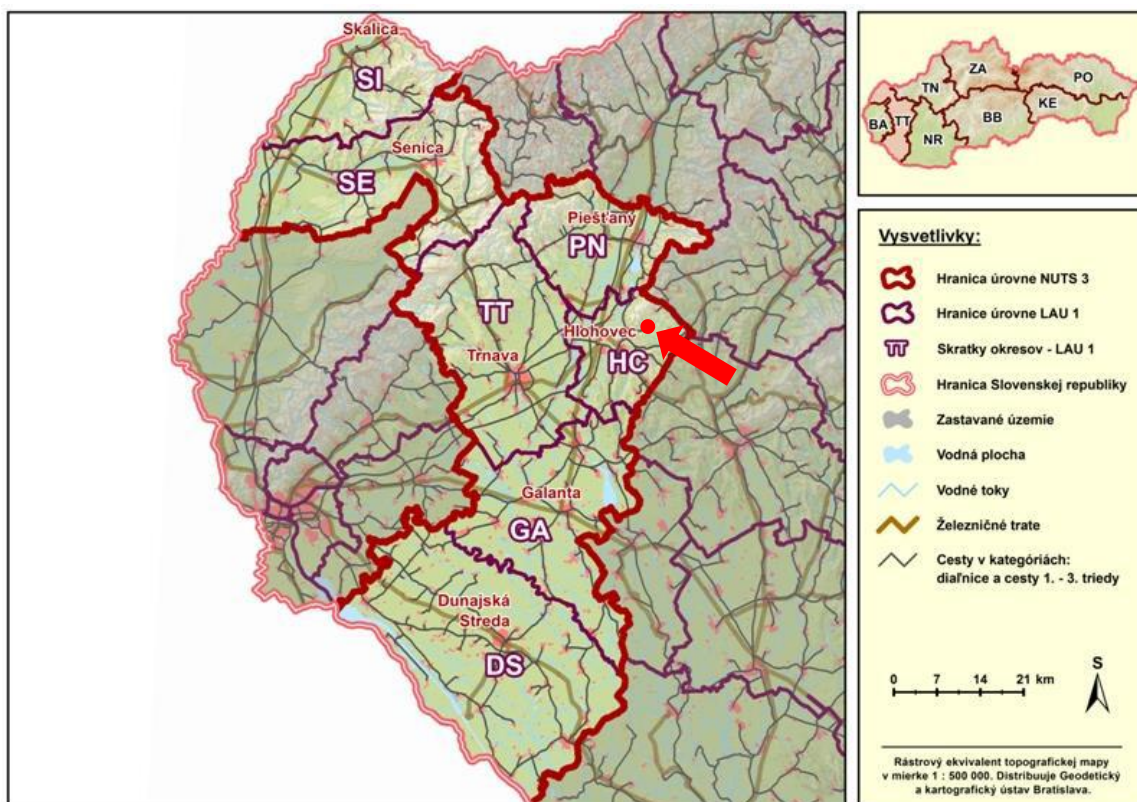 Skalica
SI
Senica
SE
Piešťany
PN
TT
Hlohovec
HC
Trnava
Galanta
GA
Dunajská
Streda
DS
ZA
PO
TN
KE
BA
TT
BB
NR
Vysvetlivky:
Hranica úrovne NUTS 3
Hranice úrovne LAU 1
TT
Skratky okresov - LAU 1
Hranica Slovenskej republiky
Zastavané územie
Vodná plocha
Vodné toky
Železničné trate
Cesty v kategóriách:
diaľnice a cesty 1. - 3. triedy
S
0 7 14 21 km
Rástrový ekvivalent topografickej mapy
v mierke 1 : 500 000. Distribuuje Geodetický
a kartografický ústav Bratislava.